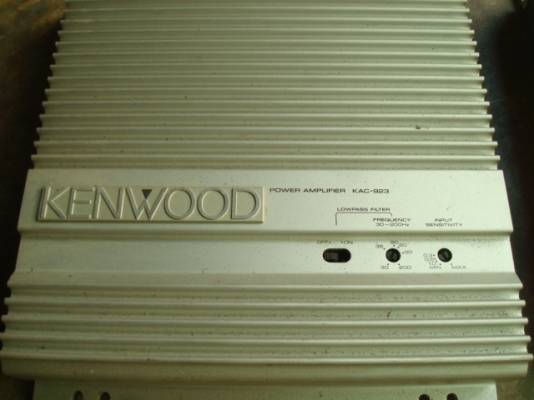 KENWOOD POWER AMPLIFIER KAC-923
LOWPASS FILTER
FREQUENCY
30-200Hz
INPUT
SENSITIVITY
OFF ON
30 200
MIN MAX